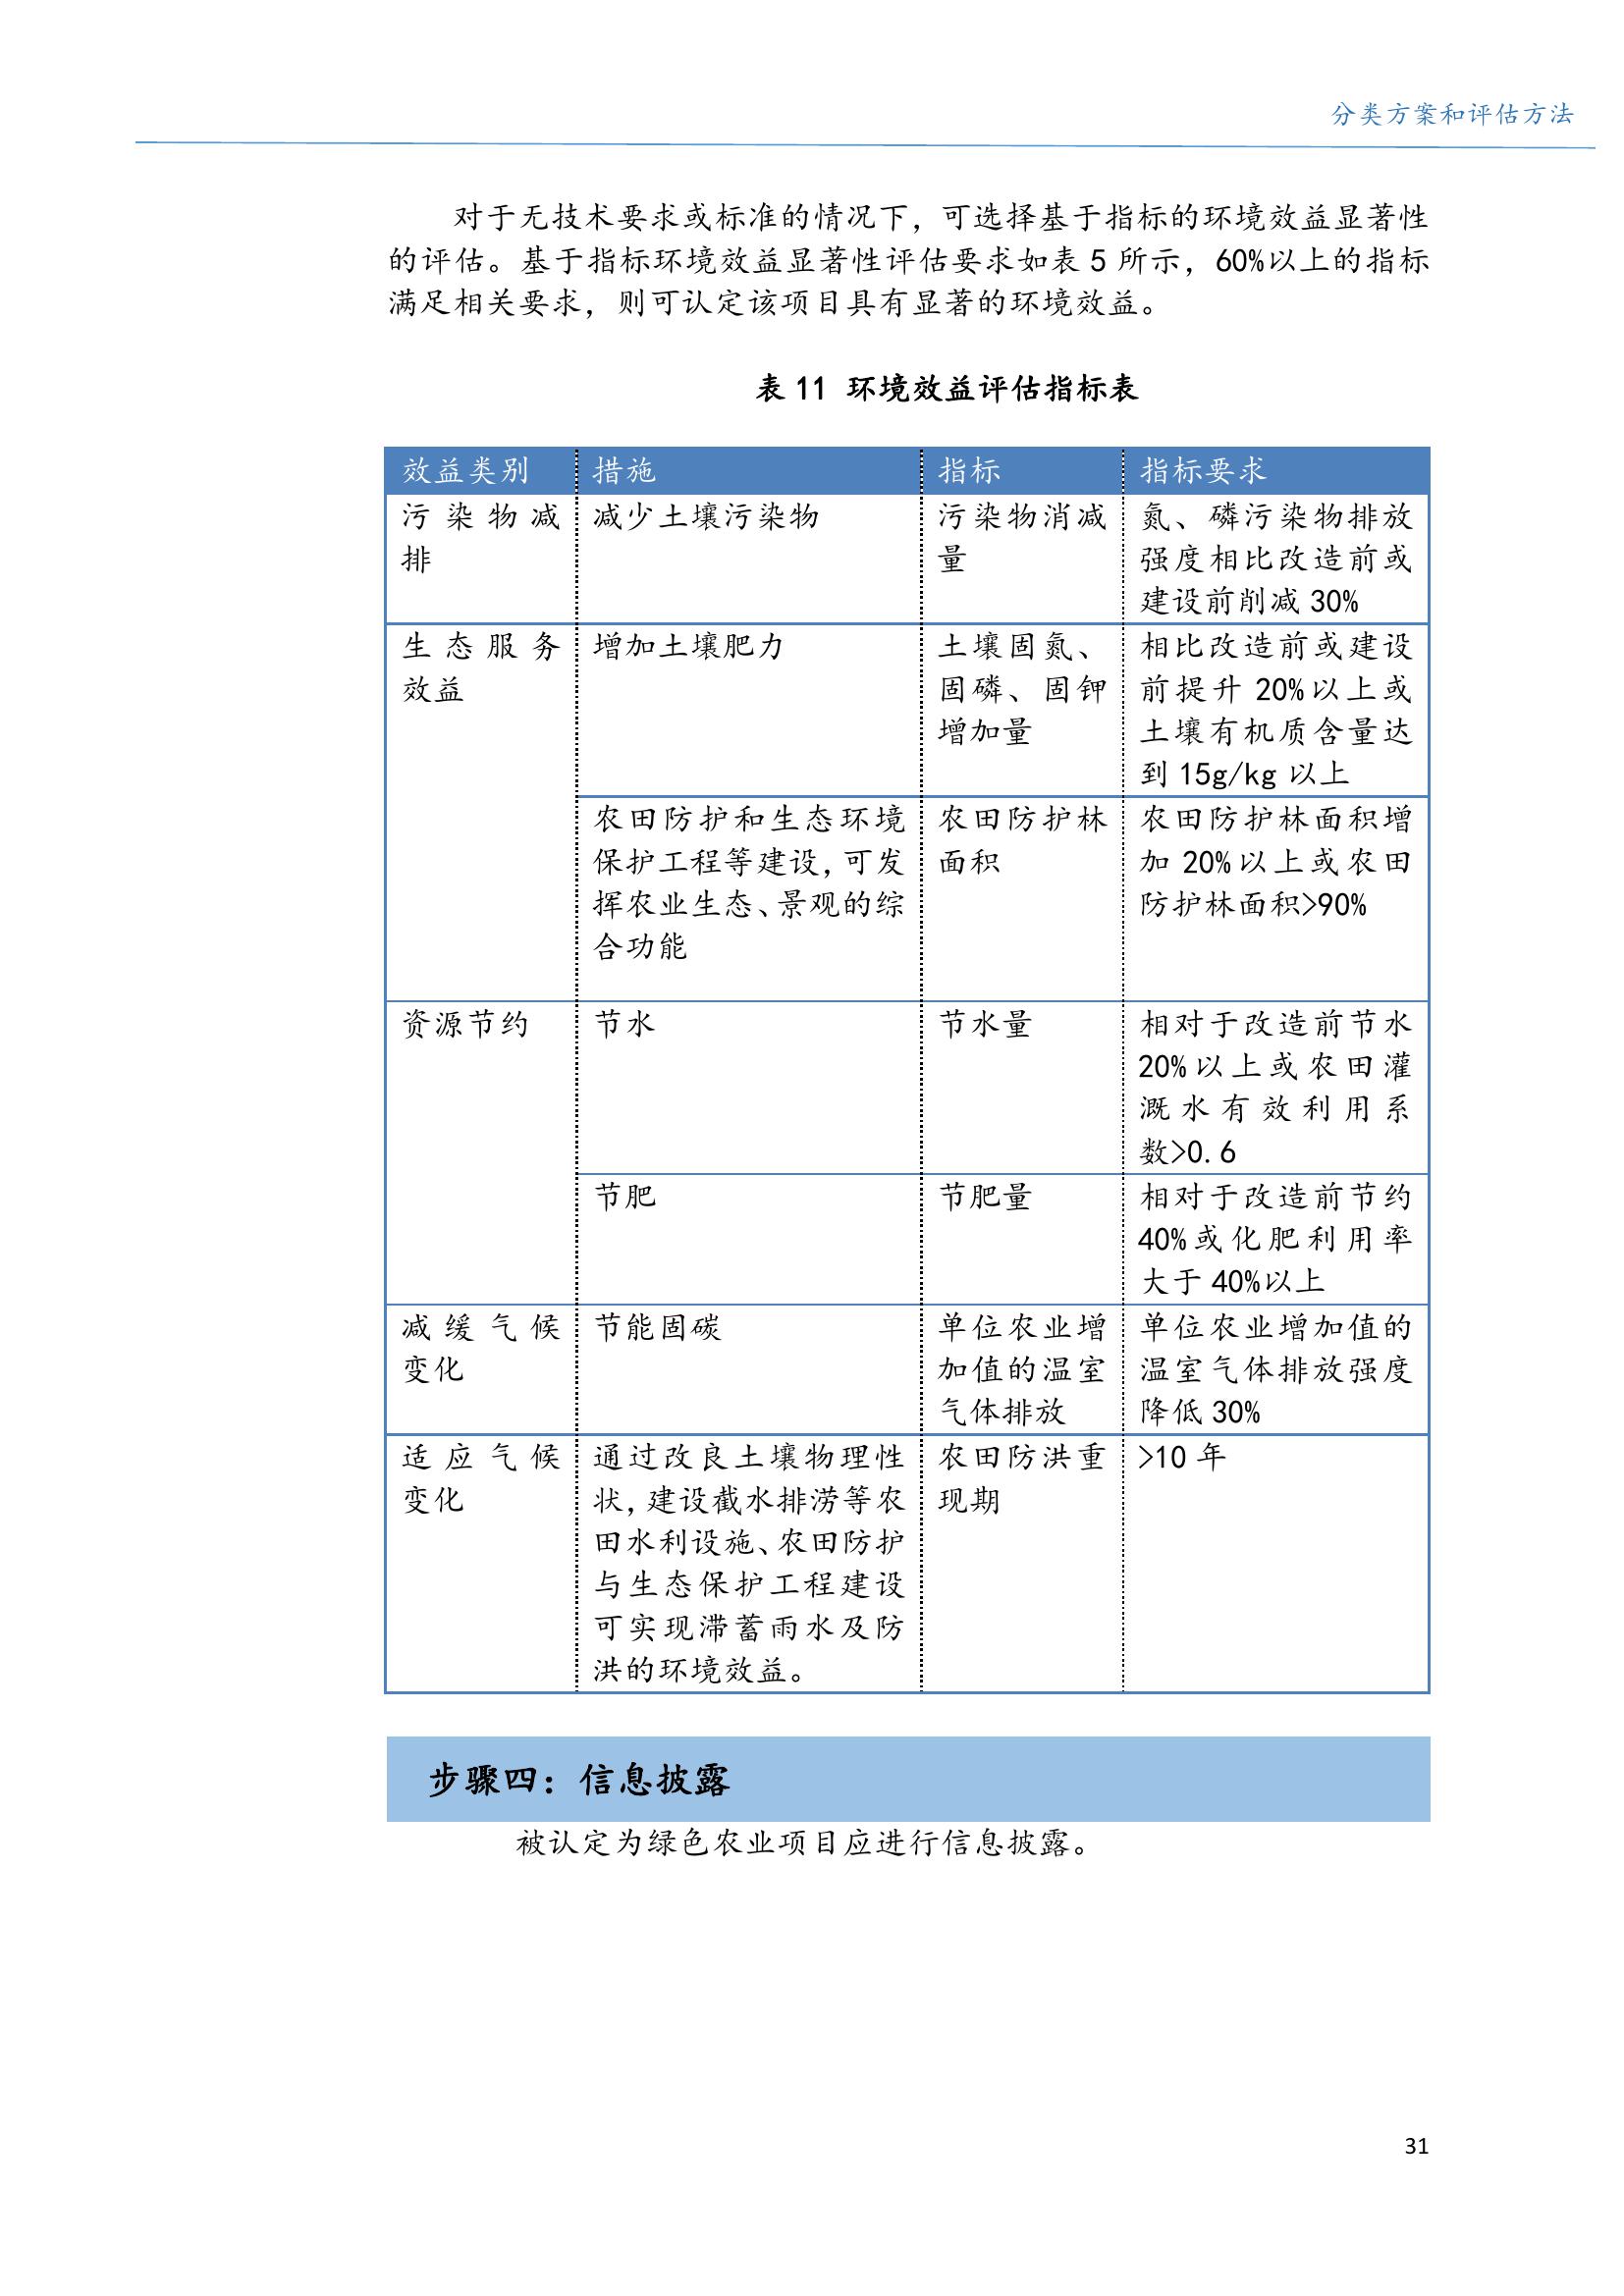 分类方案和评估方法
对于无技术要求或标准的情况下，可选择基于指标的环境效益显著性
的评估。基于指标环境效益显著性评估要求如表 5 所示，60%以上的指标
满足相关要求，则可认定该项目具有显著的环境效益。
表 11 环境效益评估指标表
效益类别 措施 指标 指标要求
污染物减
排
减少土壤污染物
污染物消减
量
氮、磷污染物排放
强度相比改造前或
建设前削减 30%
生态服务
效益
增加土壤肥力
土壤固氮、
固磷、固钾
增加量
相比改造前或建设
前提升 20%以上或
土壤有机质含量达
到 15g/kg 以上
农田防护和生态环境
保护工程等建设，可发
挥农业生态、景观的综
合功能
农田防护林
面积
农田防护林面积增
加 20%以上或农田
防护林面积>90%
资源节约
节水
节水量
相对于改造前节水
20%以上或农田灌
溉水有效利用系
数>0.6
节肥
节肥量
相对于改造前节约
40%或化肥利用率
大于 40%以上
减缓气候
变化
节能固碳
单位农业增
加值的温室
气体排放
单位农业增加值的
温室气体排放强度
降低 30%
适应气候
变化
通过改良土壤物理性
状，建设截水排涝等农
田水利设施、农田防护
与生态保护工程建设
可实现滞蓄雨水及防
洪的环境效益。
农田防洪重
现期
>10 年
步骤四：信息披露
被认定为绿色农业项目应进行信息披露。
31